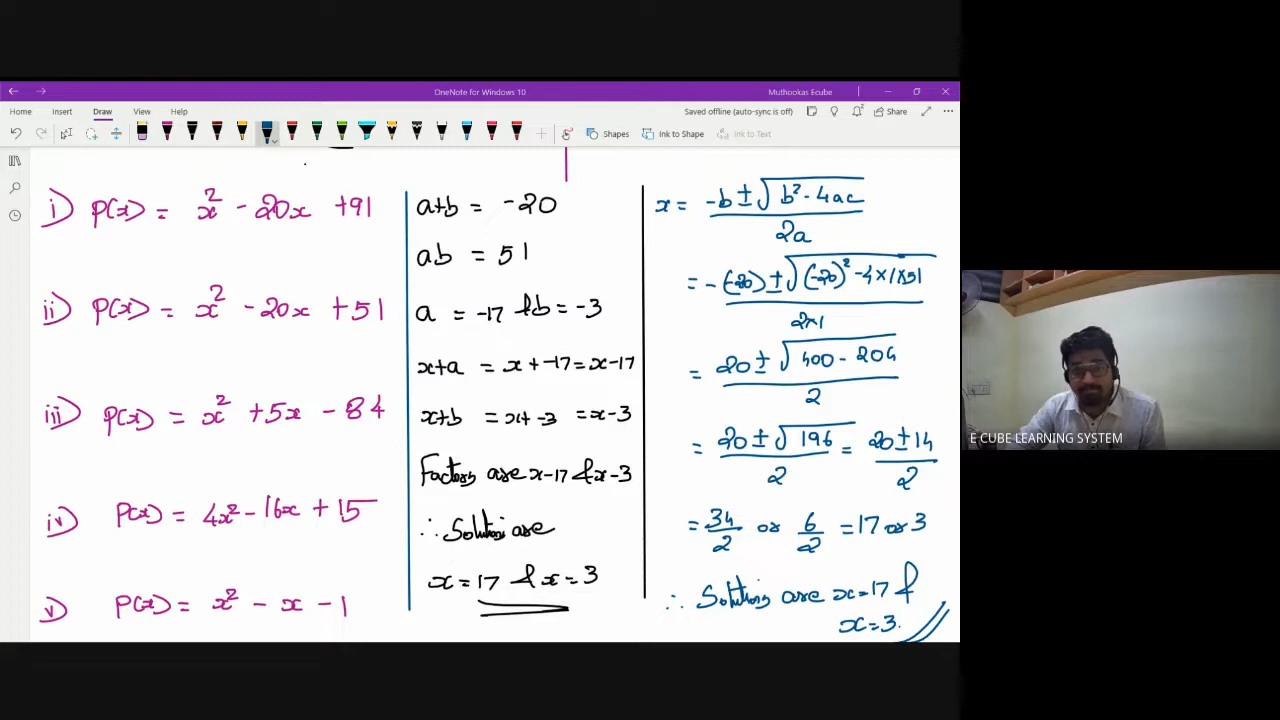 OneNote for Windows 10
Muthookas Ecube
Home Insert Draw View Help
Saved offline (auto-sync is off)
Share
Shapes
Ink to Shape
Ink to Text
i) P(x) = x² - 20x + 91
ii) P(x) = x² - 20x + 51
iii) P(x) = x² + 5x - 84
iv) P(x) = 4x² - 16x + 15
v) P(x) = x² - x - 1
a+b = -20
ab = 51
a = -17 & b = -3
x+a = x + -17 = x-17
x+b = x+ -3 = x-3
Factors are x-17 & x-3
∴ Solution are
x = 17 & x = 3
x = -b ± √b² - 4ac / 2a
= -(-20) ± √(-20)² - 4×1×51 / 2×1
= 20 ± √400 - 204 / 2
= 20 ± √196 / 2 = 20 ± 14 / 2
= 34/2 or 6/2 = 17 or 3
∴ Solutions are x = 17 &
x = 3.
E CUBE LEARNING SYSTEM